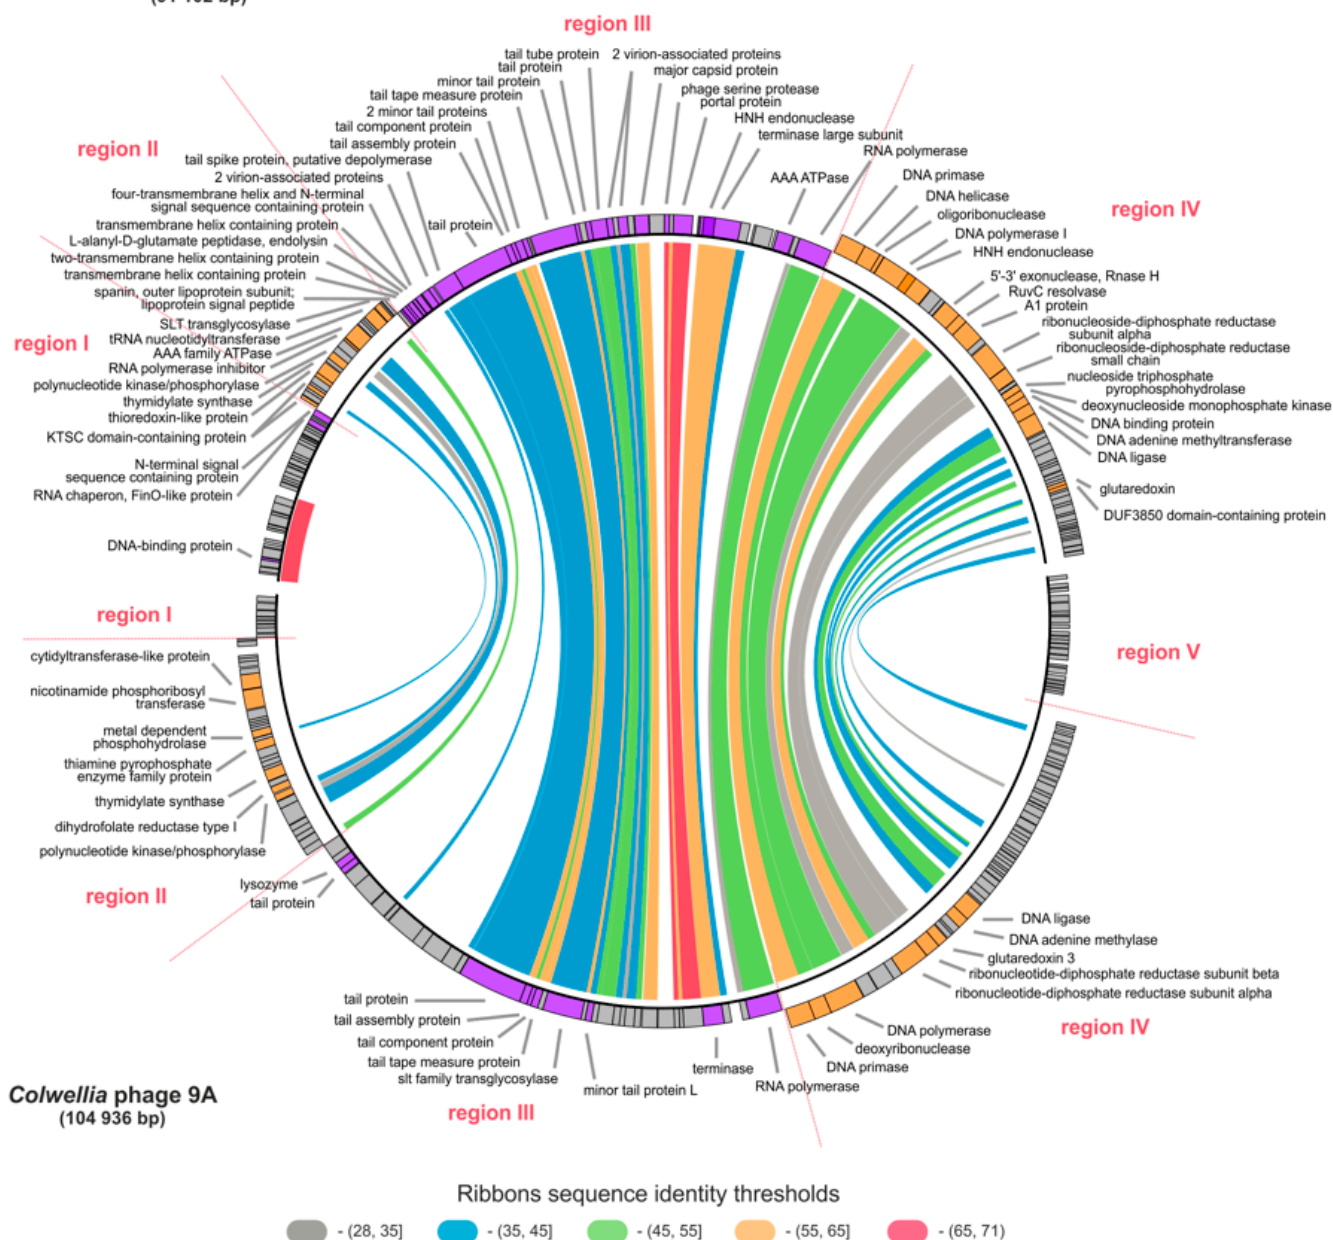 region III
tail tube protein
2 virion-associated proteins
tail protein
major capsid protein
minor tail protein
phage serine protease
tail tape measure protein
portal protein
2 minor tail proteins
HNH endonuclease
tail component protein
terminase large subunit
tail assembly protein
RNA polymerase
region II
tail spike protein, putative depolymerase
AAA ATPase
DNA primase
2 virion-associated proteins
DNA helicase
four-transmembrane helix and N-terminal
signal sequence containing protein
oligoribonuclease
region IV
transmembrane helix containing protein
tail protein
DNA polymerase I
L-alanyl-D-glutamate peptidase, endolysin
HNH endonuclease
two-transmembrane helix containing protein
transmembrane helix containing protein
5'-3' exonuclease, Rnase H
spanin, outer lipoprotein subunit;
lipoprotein signal peptide
RuvC resolvase
A1 protein
SLT transglycosylase
ribonucleoside-diphosphate reductase
subunit alpha
region I
tRNA nucleotidyltransferase
AAA family ATPase
ribonucleoside-diphosphate reductase
small chain
RNA polymerase inhibitor
nucleoside triphosphate
pyrophosphohydrolase
polynucleotide kinase/phosphorylase
thymidylate synthase
deoxynucleoside monophosphate kinase
thioredoxin-like protein
DNA binding protein
KTSC domain-containing protein
DNA adenine methyltransferase
DNA ligase
N-terminal signal
sequence containing protein
RNA chaperon, FinO-like protein
glutaredoxin
DUF3850 domain-containing protein
DNA-binding protein
region I
region V
cytidyltransferase-like protein
nicotinamide phosphoribosyl
transferase
metal dependent
phosphohydrolase
thiamine pyrophosphate
enzyme family protein
thymidylate synthase
dihydrofolate reductase type I
polynucleotide kinase/phosphorylase
region II
lysozyme
tail protein
DNA ligase
DNA adenine methylase
glutaredoxin 3
ribonucleotide-diphosphate reductase subunit beta
ribonucleotide-diphosphate reductase subunit alpha
tail protein
tail assembly protein
tail component protein
tail tape measure protein
slt family transglycosylase
minor tail protein L
terminase
RNA polymerase
DNA primase
deoxyribonuclease
DNA polymerase
region IV
region III
Colwellia phage 9A
(104 936 bp)
Ribbons sequence identity thresholds
- (28, 35]
- (35, 45]
- (45, 55]
- (55, 65]
- (65, 71)